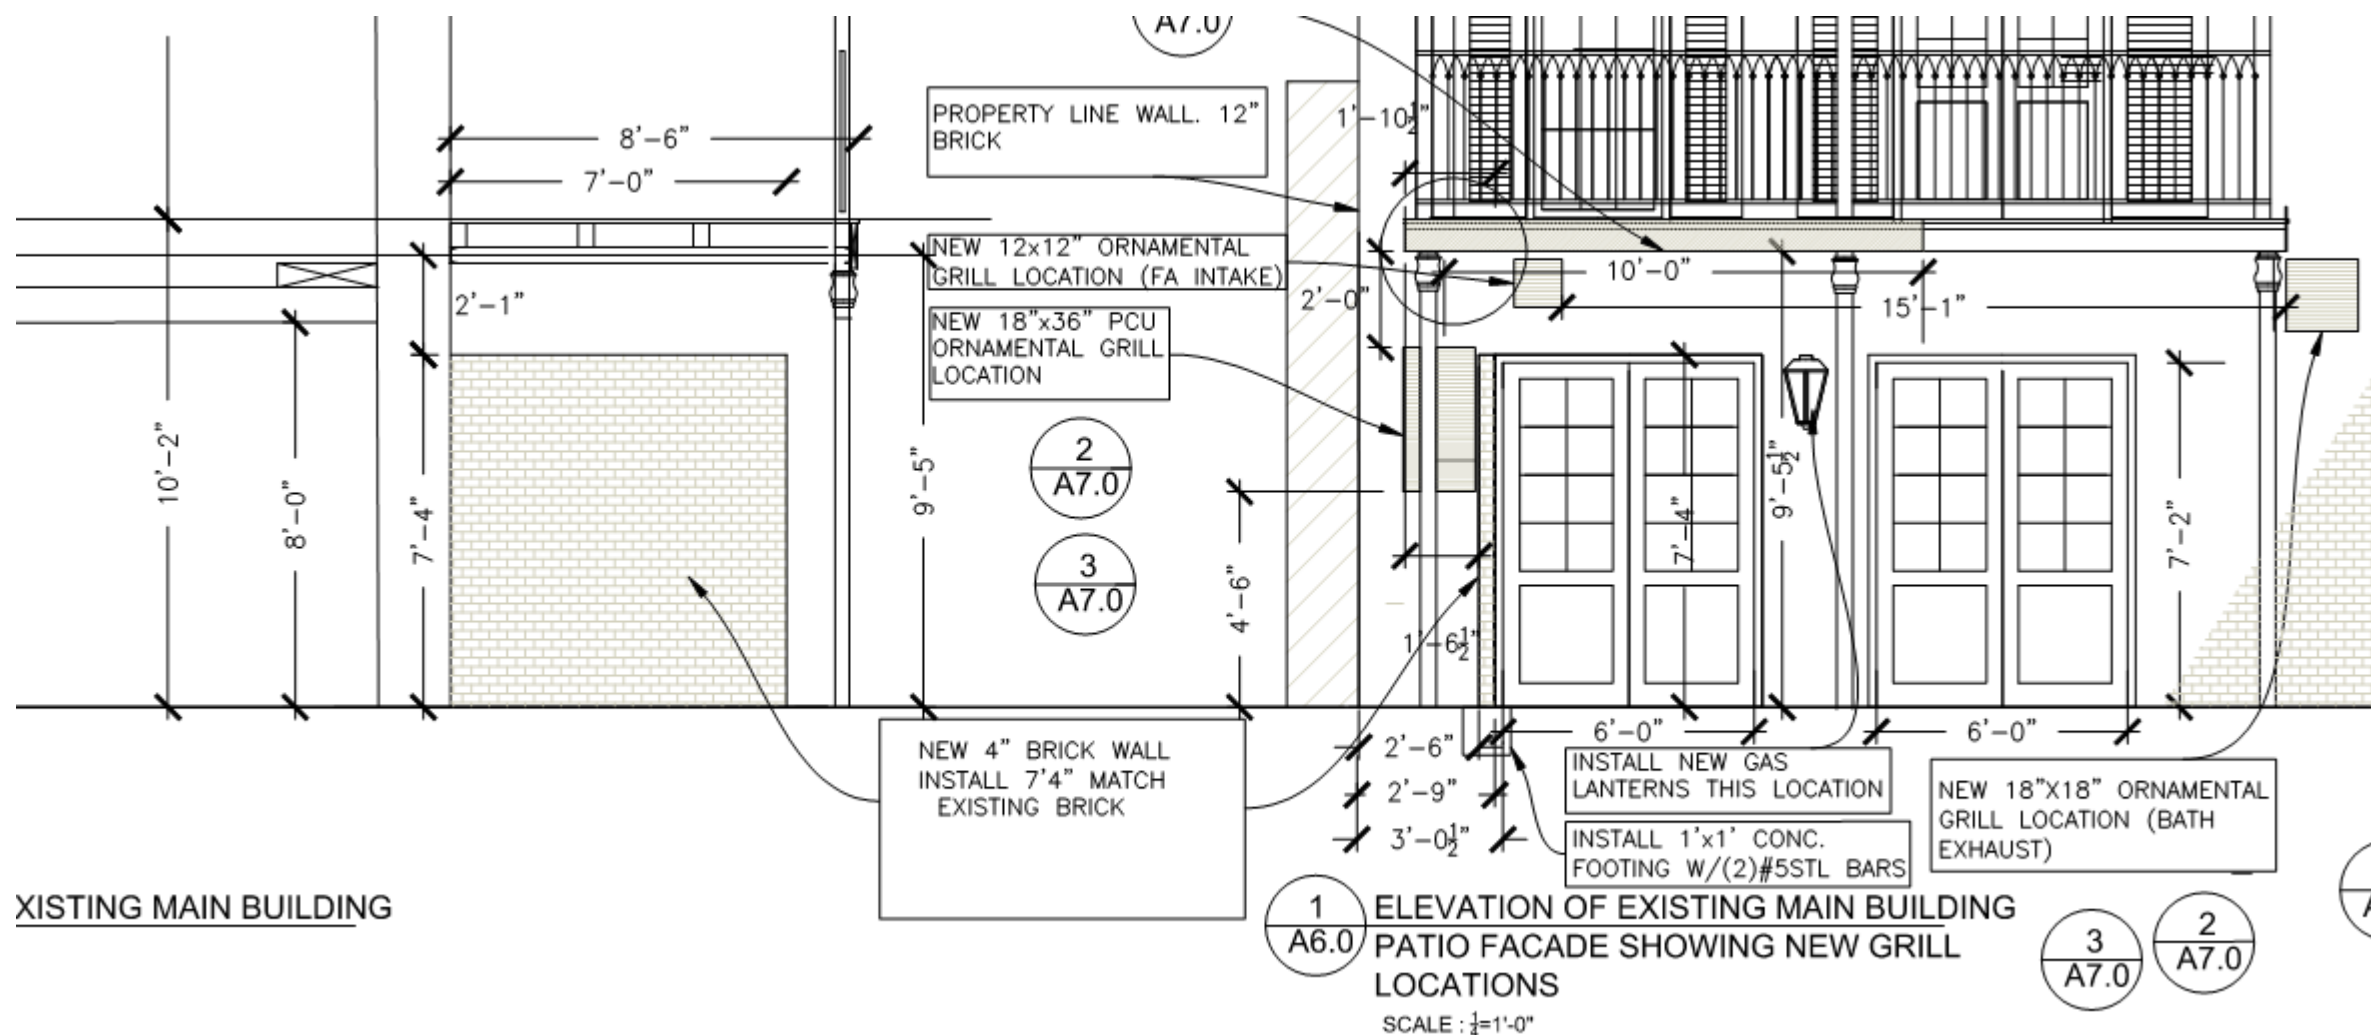 A7.0
PROPERTY LINE WALL. 12"
BRICK
1'-10½"
8'-6"
7'-0"
NEW 12x12" ORNAMENTAL
GRILL LOCATION (FA INTAKE)
10'-0"
2'-1"
2'-0"
15'-1"
NEW 18"x36" PCU
ORNAMENTAL GRILL
LOCATION
2
A7.0
3
A7.0
10'-2"
8'-0"
7'-4"
9'-5"
4'-6"
7'-4"
9'-5½"
7'-2"
1'-6½"
NEW 4" BRICK WALL
INSTALL 7'4" MATCH
EXISTING BRICK
2'-6"
2'-9"
3'-0½"
6'-0"
6'-0"
INSTALL NEW GAS
LANTERNS THIS LOCATION
INSTALL 1'x1' CONC.
FOOTING W/(2)#5STL BARS
NEW 18"X18" ORNAMENTAL
GRILL LOCATION (BATH
EXHAUST)
XISTING MAIN BUILDING
1
A6.0
ELEVATION OF EXISTING MAIN BUILDING
PATIO FACADE SHOWING NEW GRILL
LOCATIONS
SCALE : ¼=1'-0"
3
A7.0
2
A7.0